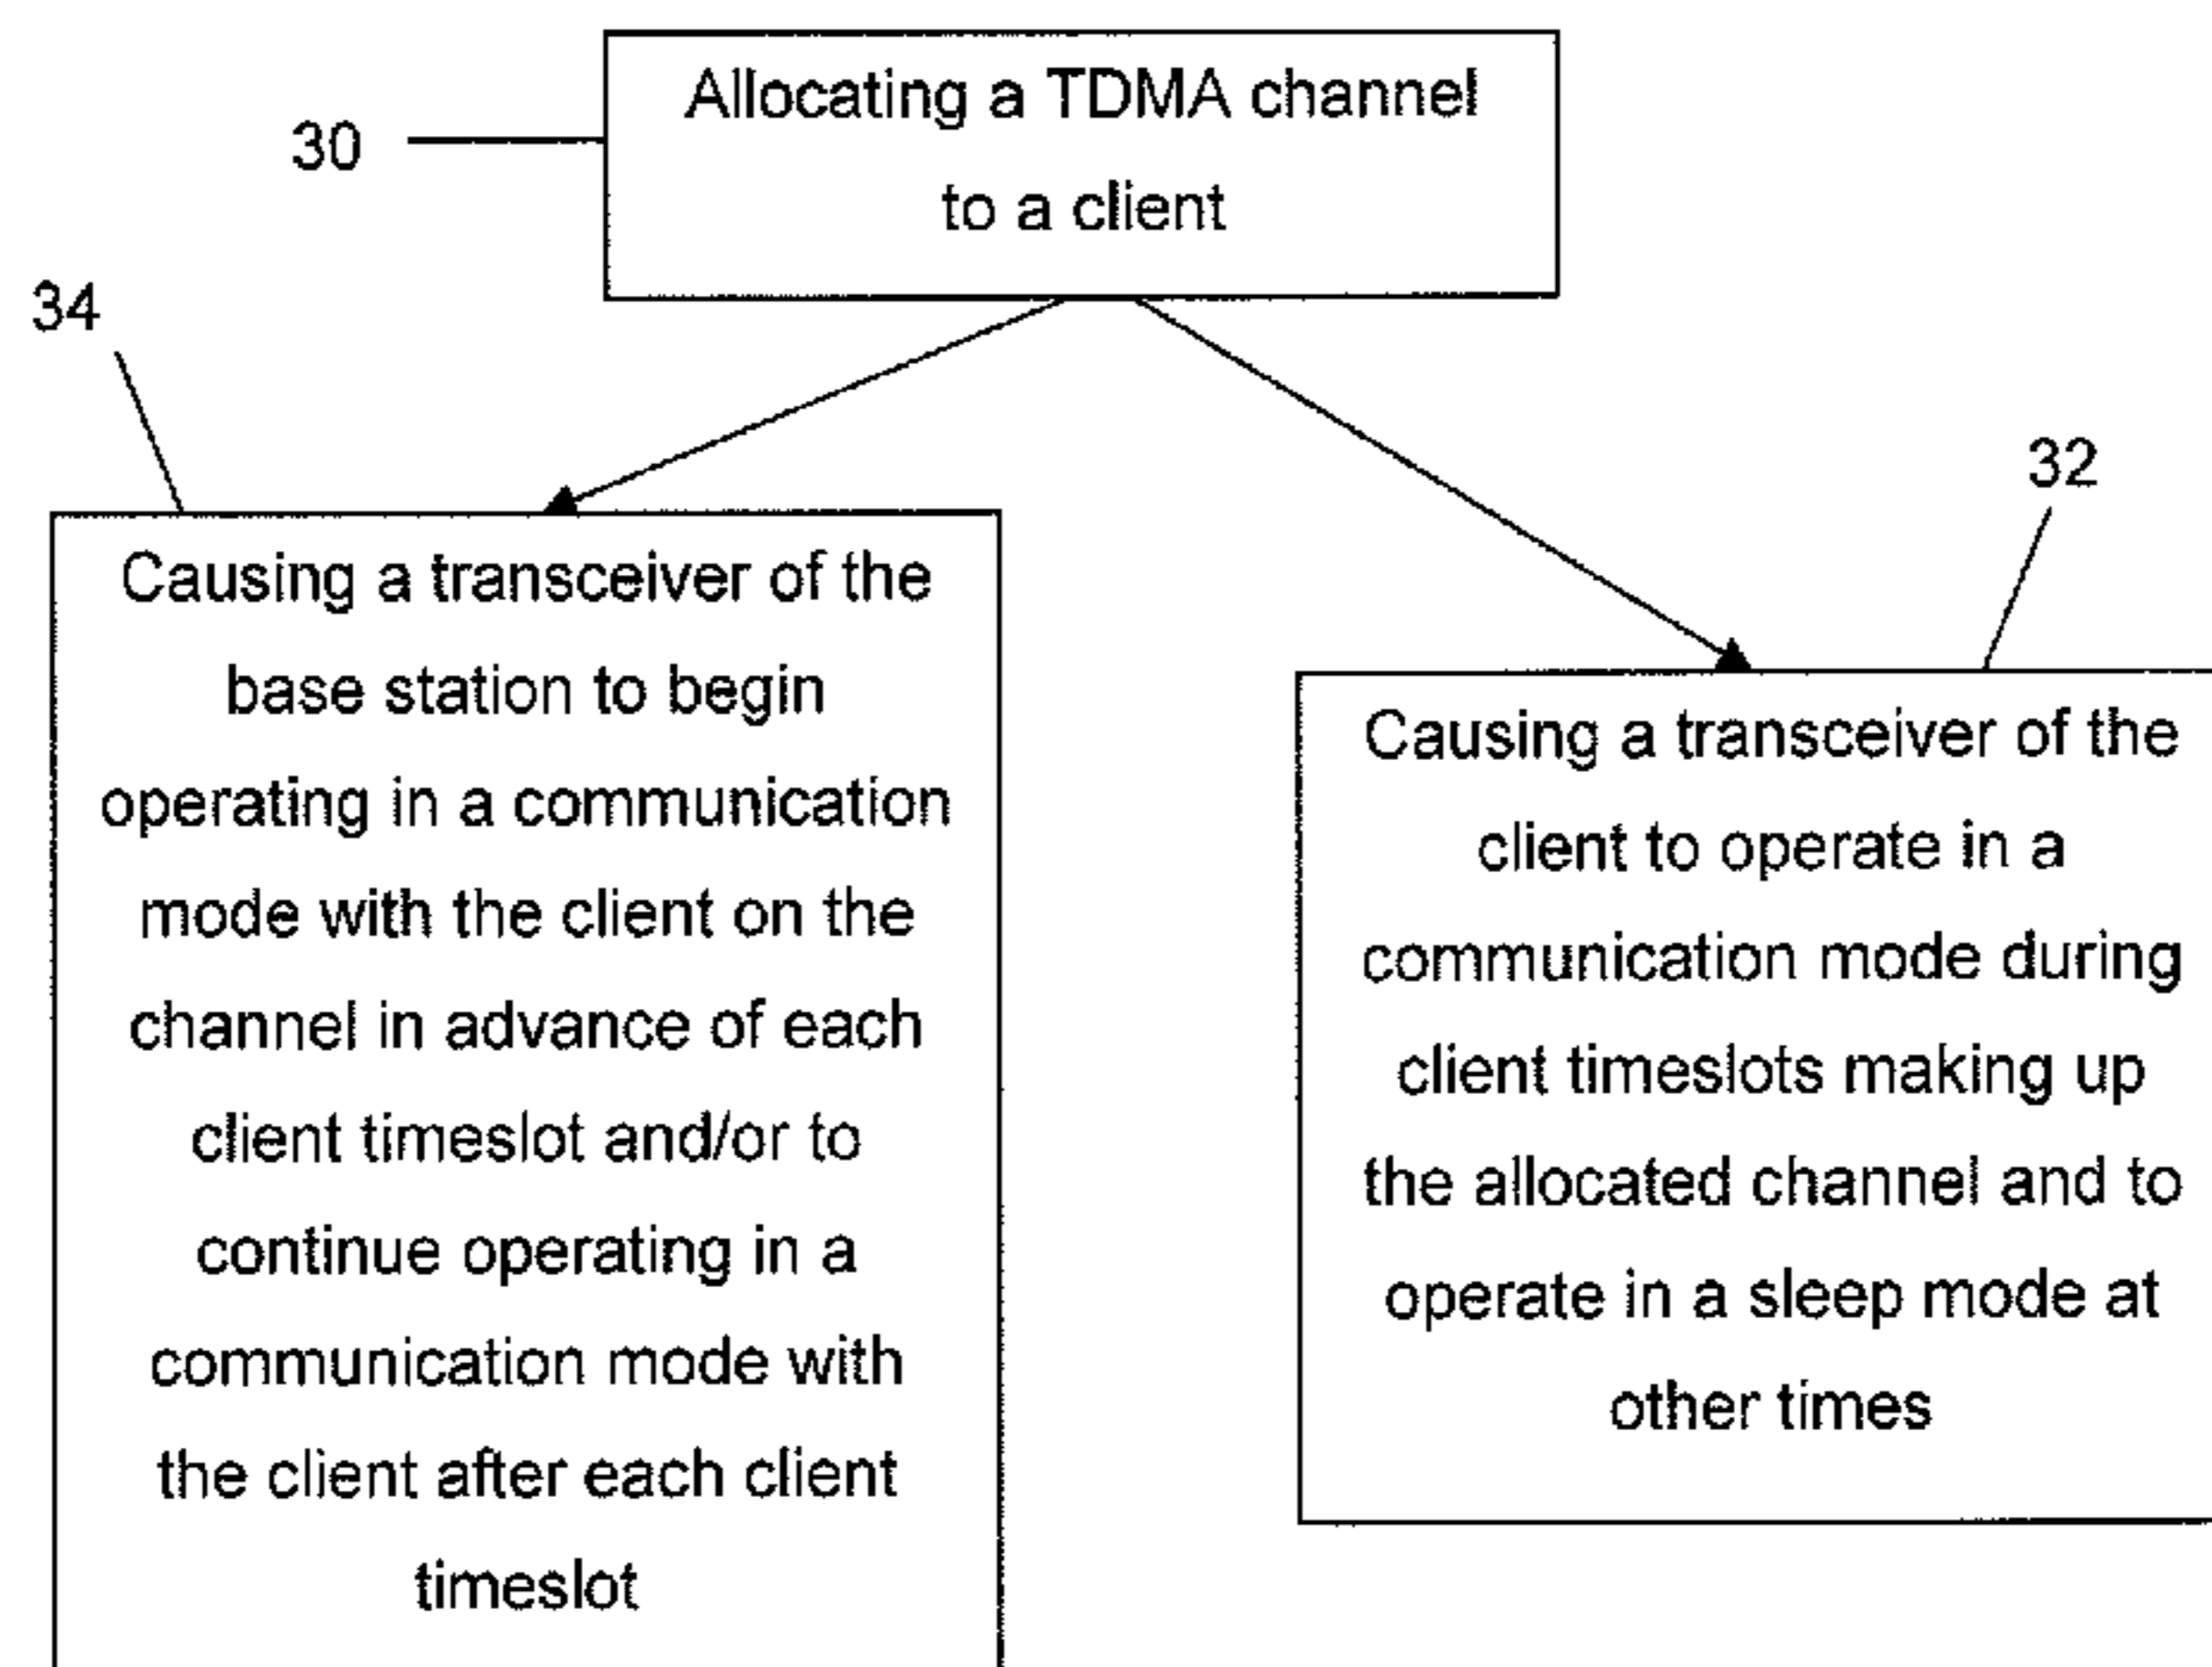 Allocating a TDMA channel
to a client
30
34
Causing a transceiver of the
base station to begin
operating in a communication
mode with the client on the
channel in advance of each
client timeslot and/or to
continue operating in a
communication mode with
the client after each client
timeslot
32
Causing a transceiver of the
client to operate in a
communication mode during
client timeslots making up
the allocated channel and to
operate in a sleep mode at
other times